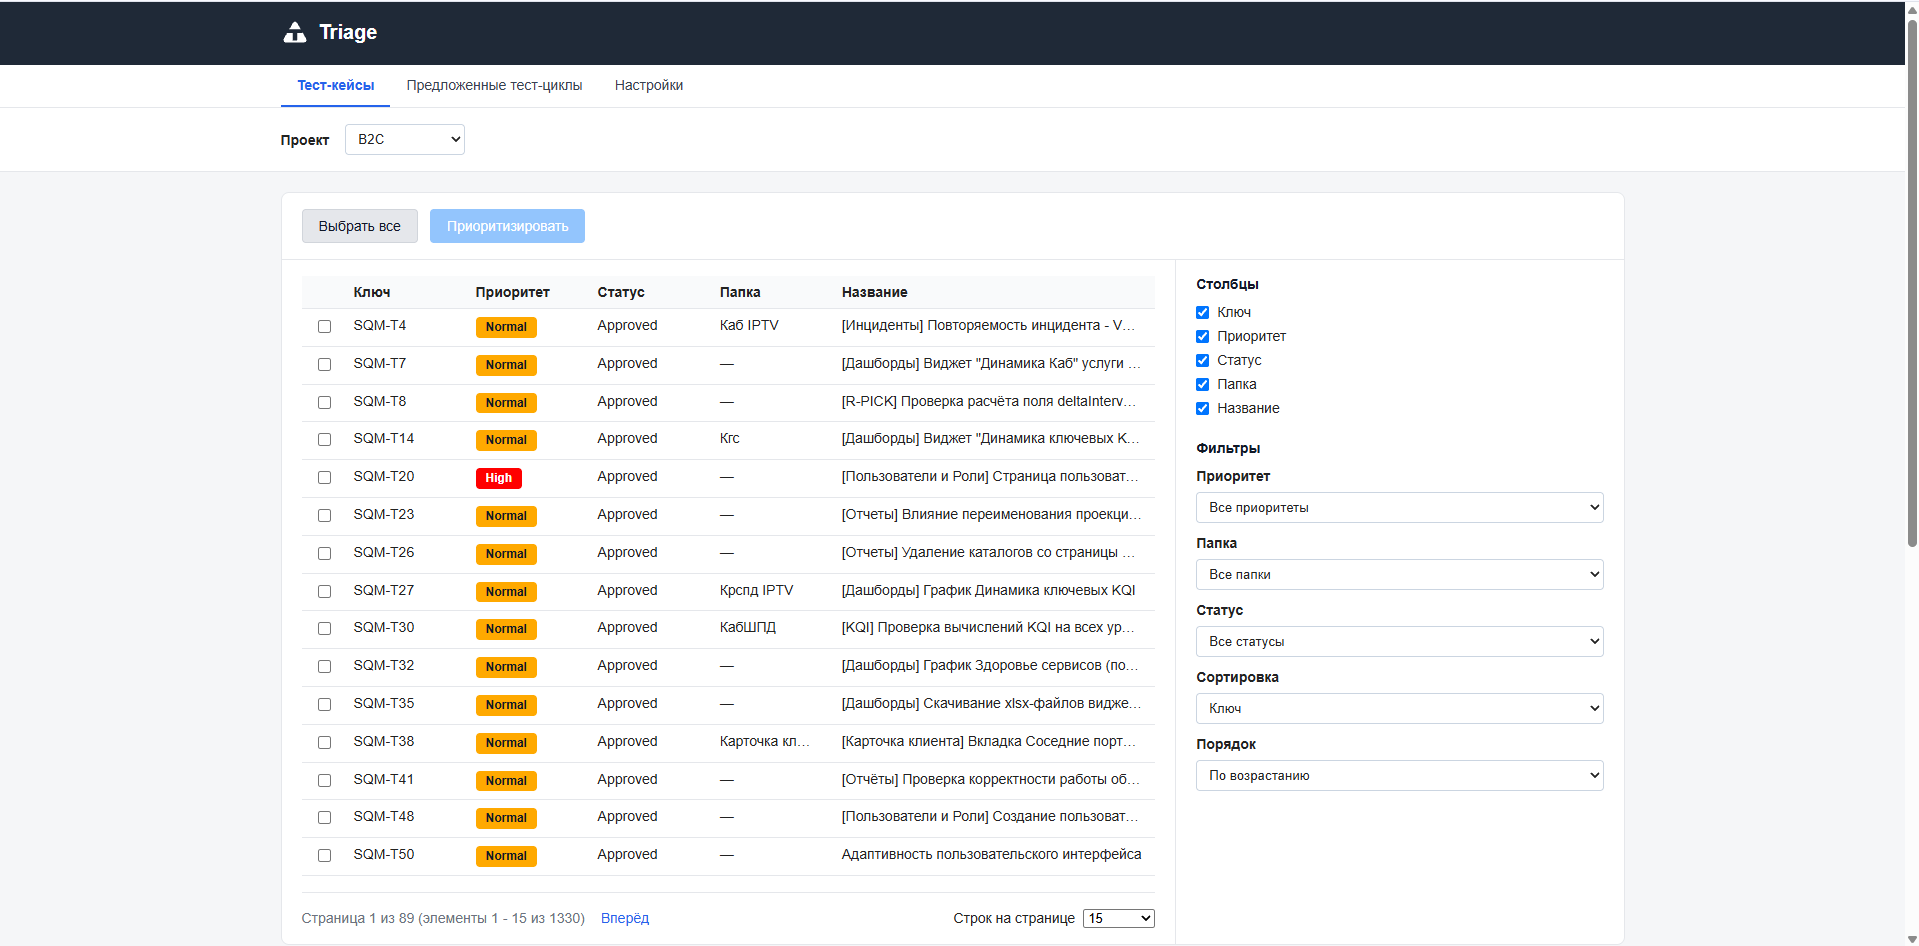 Triage
Тест-кейсы Предложенные тест-циклы Настройки
Проект B2C
Выбрать все Приоритизировать
Ключ Приоритет Статус Папка Название
SQM-T4 Normal Approved Каб IPTV [Инциденты] Повторяемость инцидента - V…
SQM-T7 Normal Approved — [Дашборды] Виджет "Динамика Каб" услуги …
SQM-T8 Normal Approved — [R-PICK] Проверка расчёта поля deltaInterv…
SQM-T14 Normal Approved Кгс [Дашборды] Виджет "Динамика ключевых K…
SQM-T20 High Approved — [Пользователи и Роли] Страница пользоват…
SQM-T23 Normal Approved — [Отчеты] Влияние переименования проекци…
SQM-T26 Normal Approved — [Отчеты] Удаление каталогов со страницы …
SQM-T27 Normal Approved Крспд IPTV [Дашборды] График Динамика ключевых KQI
SQM-T30 Normal Approved КабШПД [KQI] Проверка вычислений KQI на всех ур…
SQM-T32 Normal Approved — [Дашборды] График Здоровье сервисов (по…
SQM-T35 Normal Approved — [Дашборды] Скачивание xlsx-файлов видже…
SQM-T38 Normal Approved Карточка кл… [Карточка клиента] Вкладка Соседние порт…
SQM-T41 Normal Approved — [Отчёты] Проверка корректности работы об…
SQM-T48 Normal Approved — [Пользователи и Роли] Создание пользоват…
SQM-T50 Normal Approved — Адаптивность пользовательского интерфейса
Страница 1 из 89 (элементы 1 - 15 из 1330) Вперёд Строк на странице 15
Столбцы
Ключ
Приоритет
Статус
Папка
Название
Фильтры
Приоритет
Все приоритеты
Папка
Все папки
Статус
Все статусы
Сортировка
Ключ
Порядок
По возрастанию